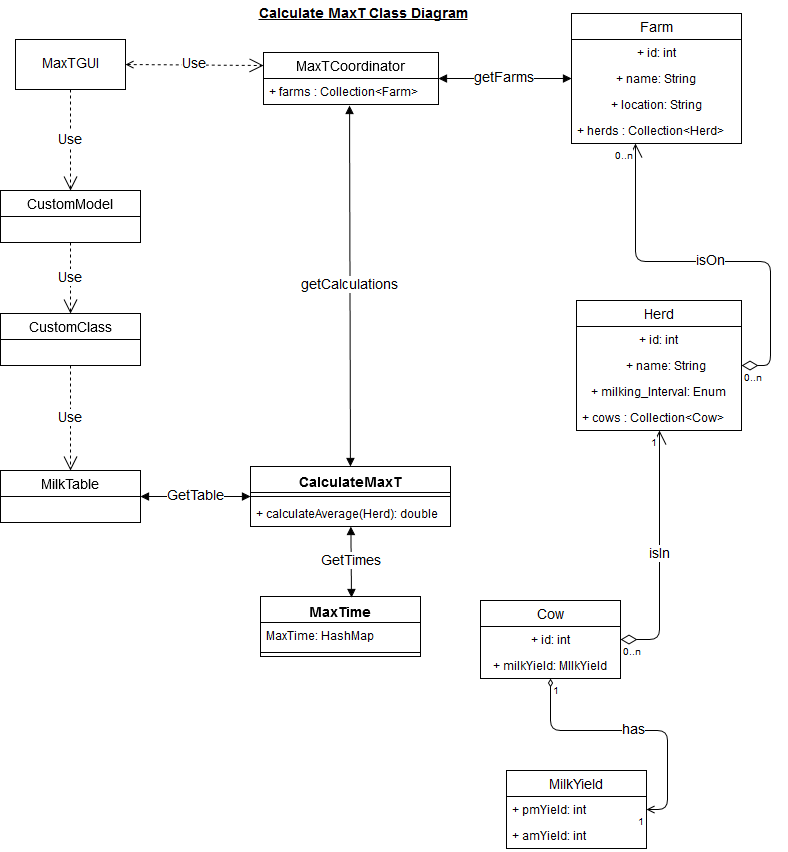 Calculate MaxT Class Diagram
MaxTGUI
Use
MaxTCoordinator
+ farms : Collection<Farm>
getFarms
Farm
+ id: int
+ name: String
+ location: String
+ herds : Collection<Herd>
0..n
Use
CustomModel
Use
CustomClass
Use
MilkTable
getCalculations
isOn
Herd
+ id: int
+ name: String
+ milking_Interval: Enum
+ cows : Collection<Cow>
0..n
1
GetTable
CalculateMaxT
+ calculateAverage(Herd): double
GetTimes
MaxTime
MaxTime: HashMap
isIn
Cow
+ id: int
+ milkYield: MIlkYield
0..n
1
has
MilkYield
+ pmYield: int
+ amYield: int
1